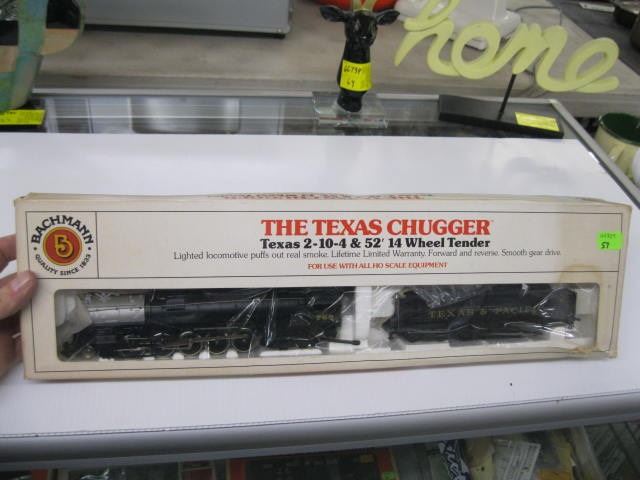 home
BACHMANN
QUALITY SINCE 1833
THE TEXAS CHUGGER
Texas 2-10-4 & 52' 14 Wheel Tender
Lighted locomotive puffs out real smoke. Lifetime Limited Warranty. Forward and reverse. Smooth gear drive.
FOR USE WITH ALL HO SCALE EQUIPMENT
57
TEXAS & PACIFIC